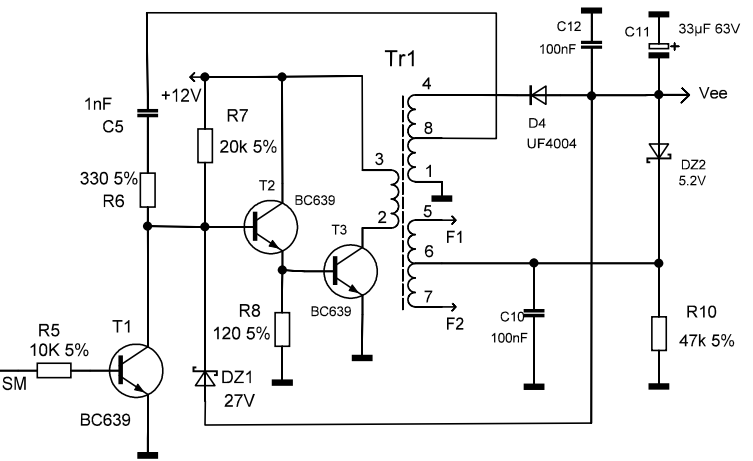 C12
100nF
C11
33µF 63V
+
Tr1
4
Vee
+12V
1nF
C5
R7
20k 5%
8
D4
UF4004
DZ2
5.2V
3
1
330 5%
R6
T2
BC639
2
5
F1
T3
6
BC639
R8
120 5%
7
F2
C10
100nF
R10
47k 5%
T1
R5
10K 5%
SM
DZ1
27V
BC639